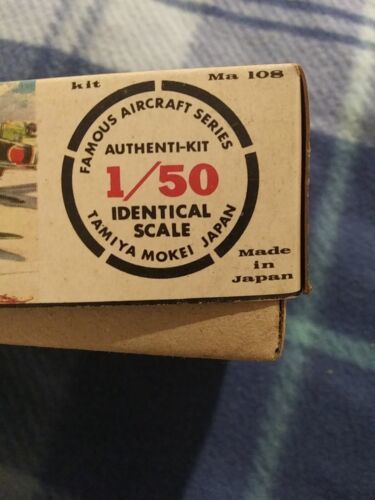 kit
Ma 108
FAMOUS AIRCRAFT SERIES
AUTHENTI-KIT
1/50
IDENTICAL
SCALE
TAMIYA MOKEI JAPAN
Made
in
Japan